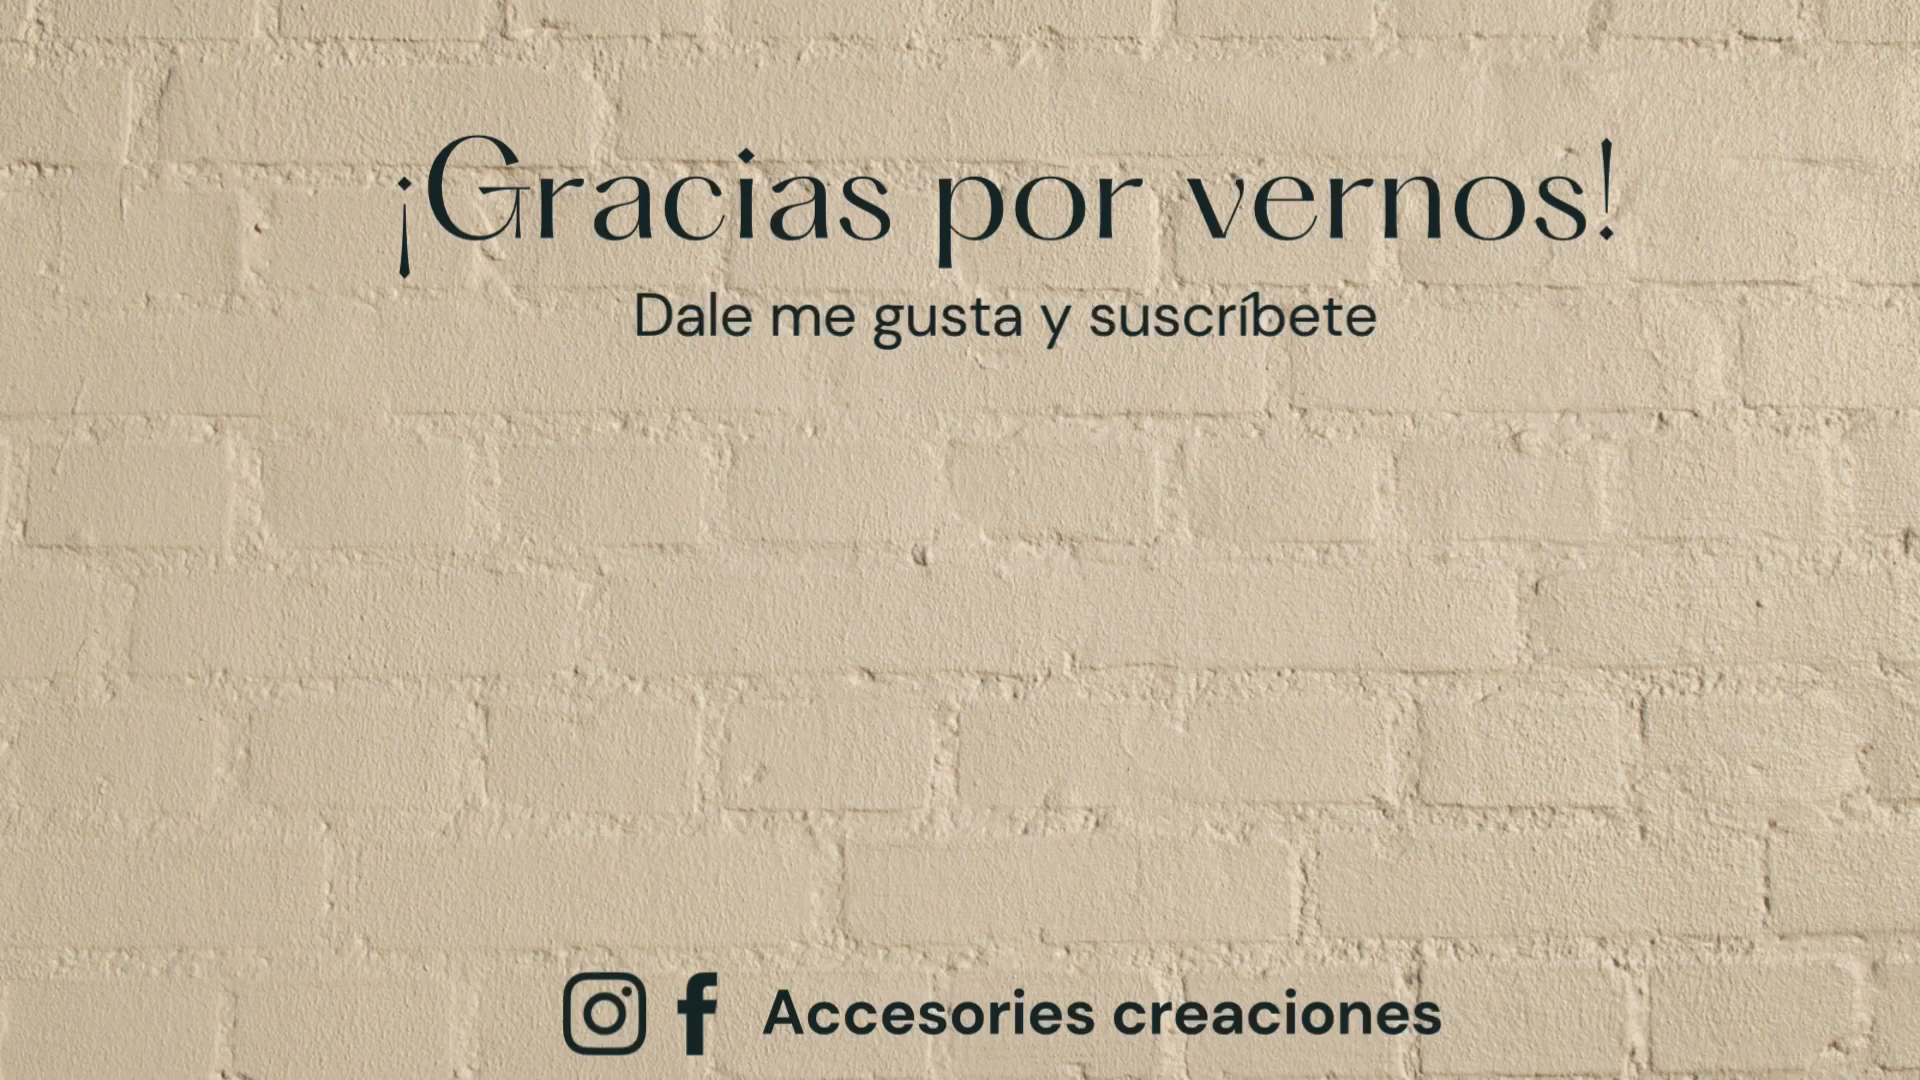 ¡Gracias por vernos!
Dale me gusta y suscríbete
Accesories creaciones